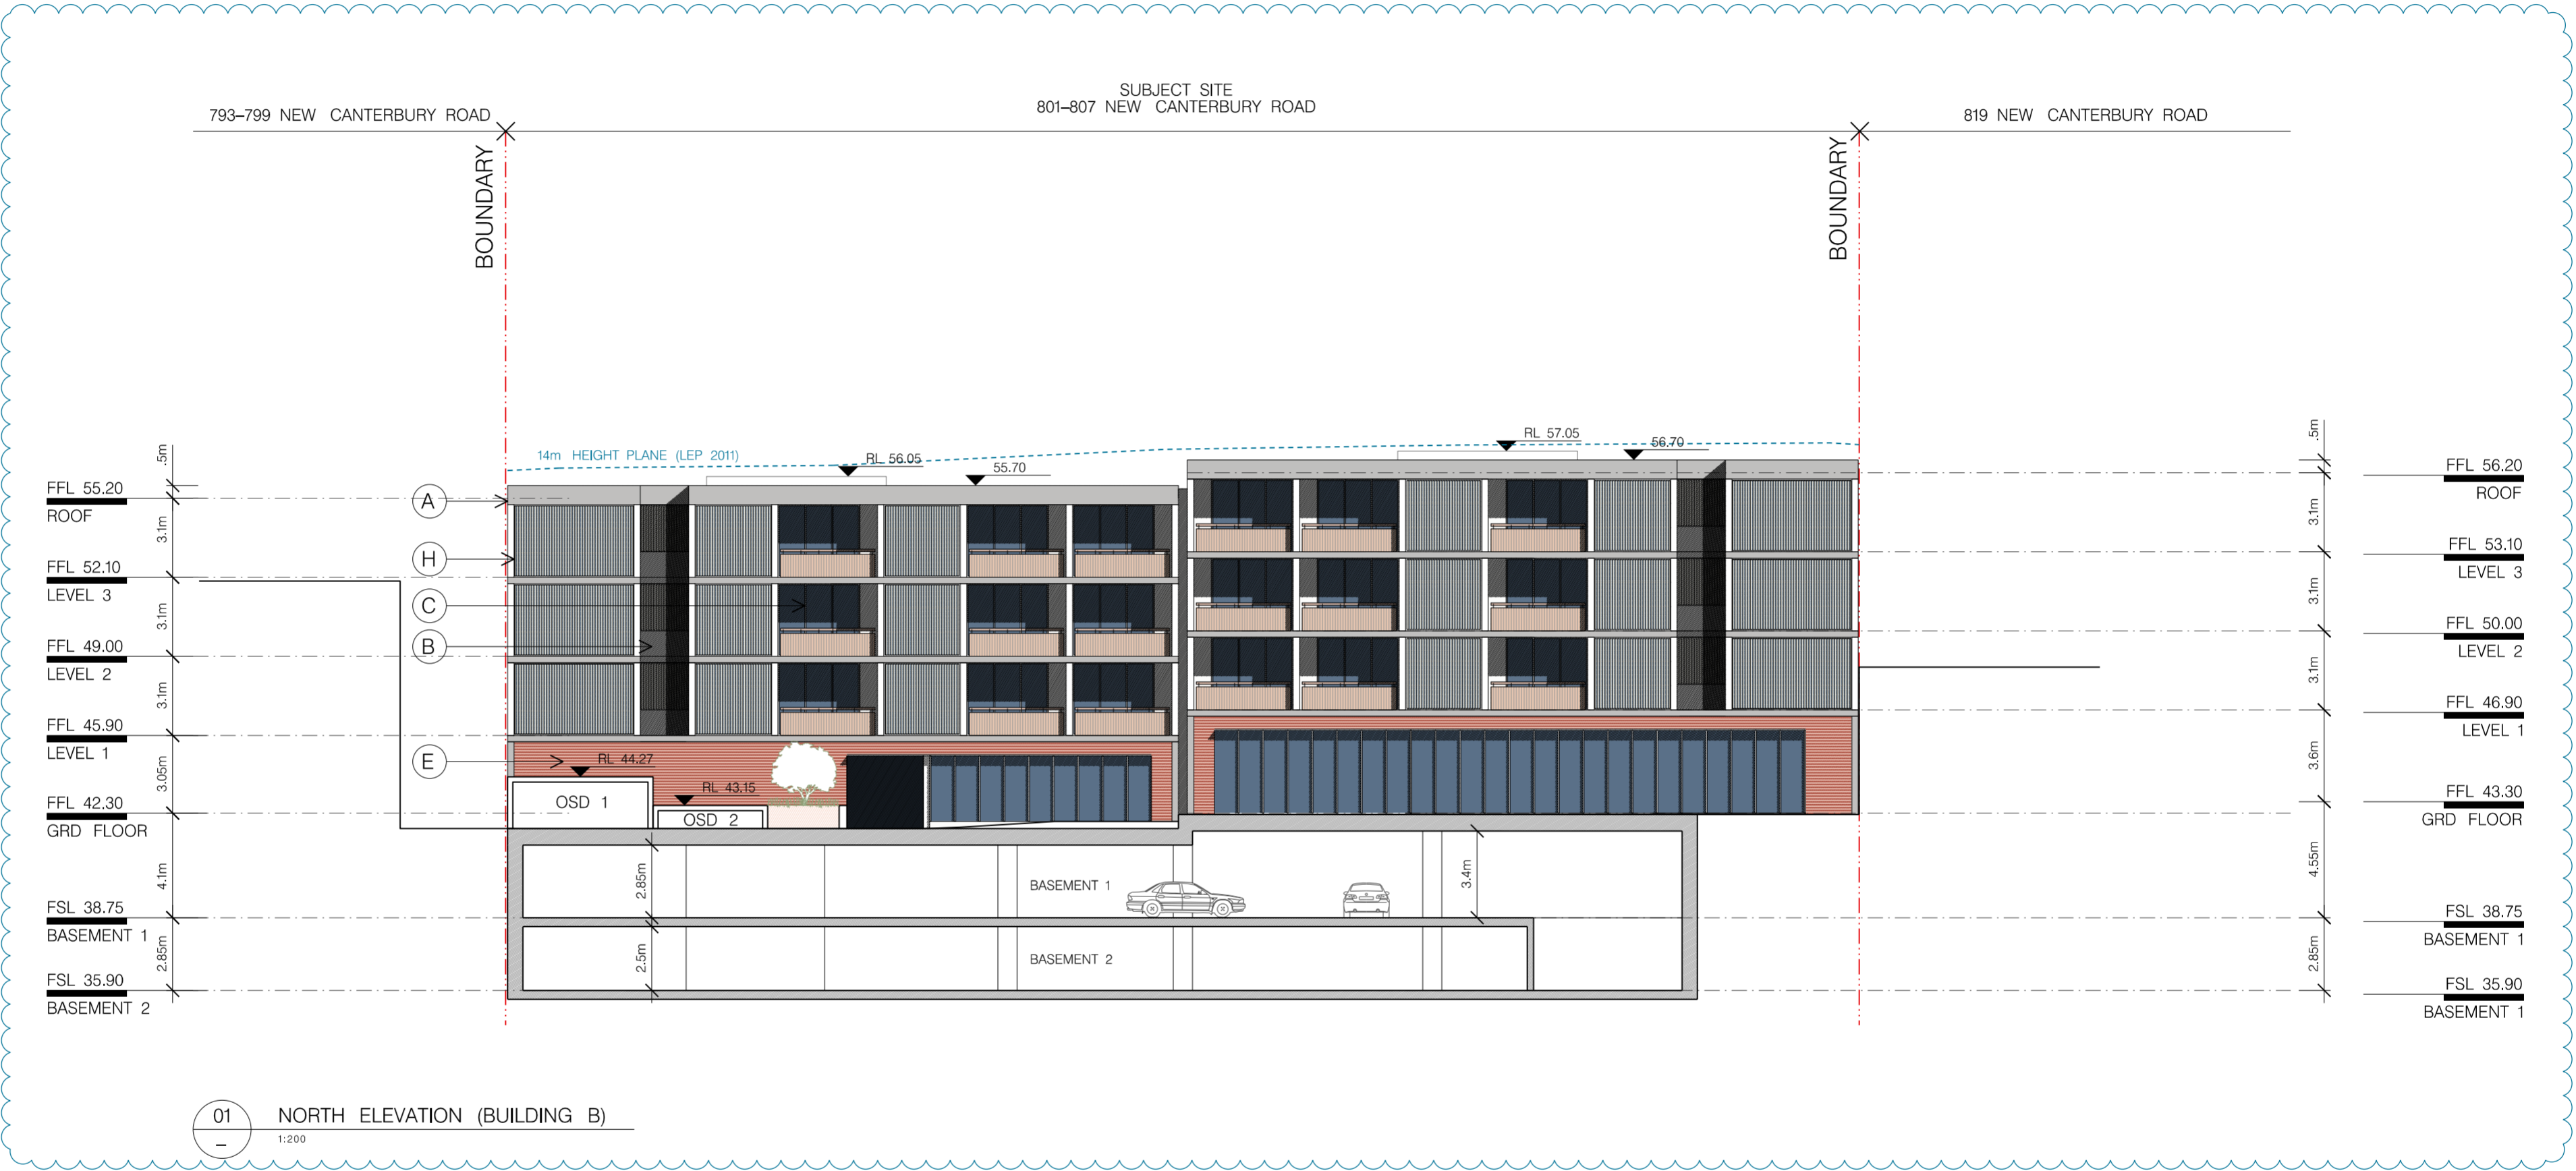 SUBJECT SITE
801–807 NEW CANTERBURY ROAD
793–799 NEW CANTERBURY ROAD
819 NEW CANTERBURY ROAD
BOUNDARY
BOUNDARY
14m HEIGHT PLANE (LEP 2011)
RL 56.05
55.70
RL 57.05
56.70
.5m
FFL 55.20
ROOF
3.1m
FFL 52.10
LEVEL 3
3.1m
FFL 49.00
LEVEL 2
3.1m
FFL 45.90
LEVEL 1
3.05m
FFL 42.30
GRD FLOOR
4.1m
FSL 38.75
BASEMENT 1
2.85m
FSL 35.90
BASEMENT 2
A
H
C
B
E
RL 44.27
RL 43.15
OSD 1
OSD 2
2.85m
BASEMENT 1
3.4m
2.5m
BASEMENT 2
.5m
FFL 56.20
ROOF
3.1m
FFL 53.10
LEVEL 3
3.1m
FFL 50.00
LEVEL 2
3.1m
FFL 46.90
LEVEL 1
3.6m
FFL 43.30
GRD FLOOR
4.55m
FSL 38.75
BASEMENT 1
2.85m
FSL 35.90
BASEMENT 1
01
–
NORTH ELEVATION (BUILDING B)
1:200